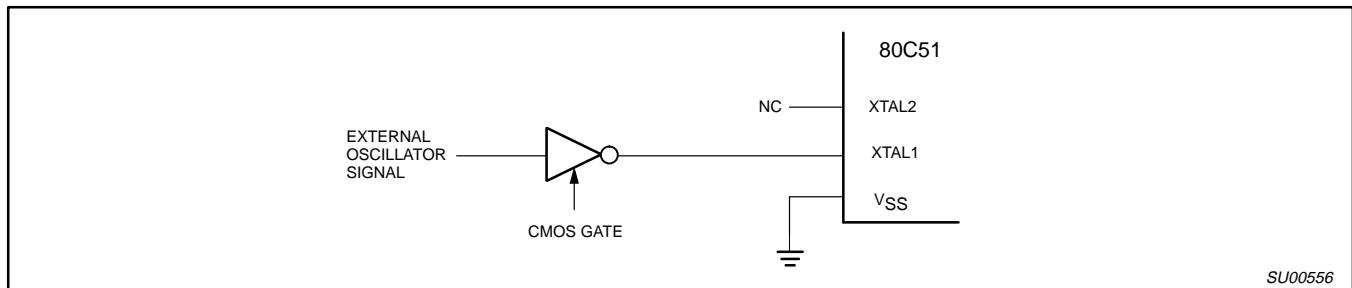 80C51
NC
XTAL2
EXTERNAL
OSCILLATOR
SIGNAL
XTAL1
VSS
CMOS GATE
SU00556